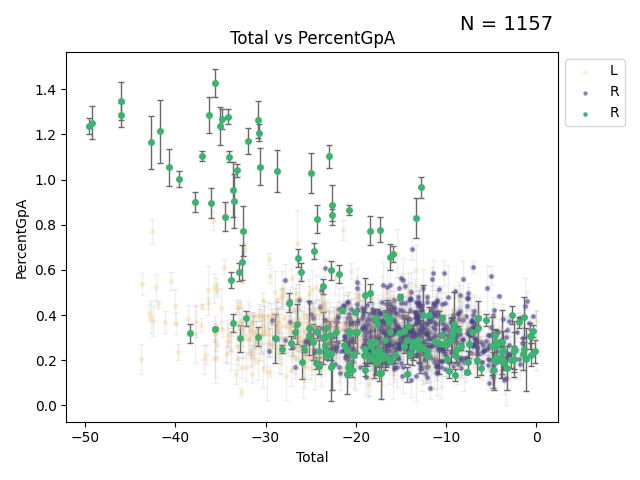 N = 1157
Total vs PercentGpA
L
R
R
PercentGpA
1.4
1.2
1.0
0.8
0.6
0.4
0.2
0.0
−50 −40 −30 −20 −10 0
Total